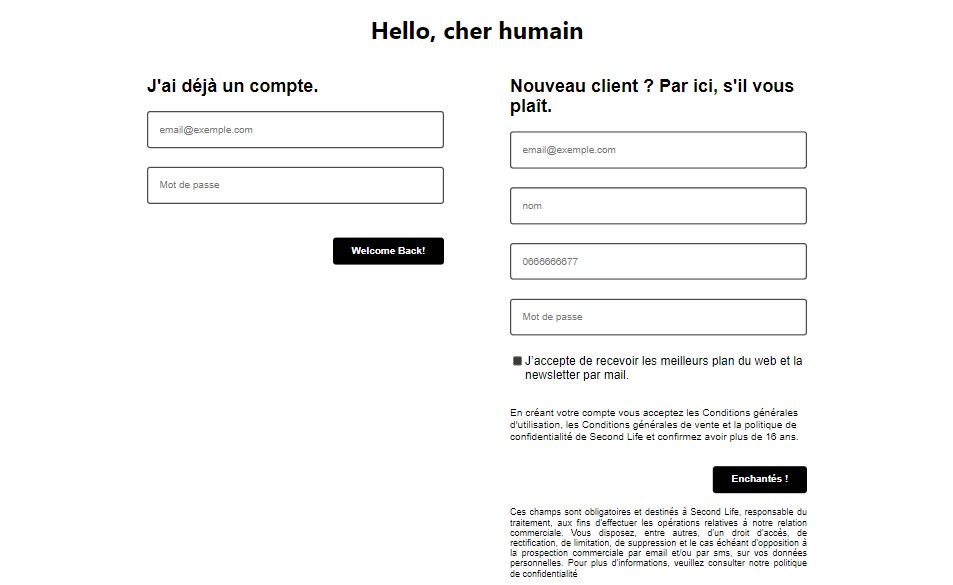 Hello, cher humain
J'ai déjà un compte.
email@exemple.com
Mot de passe
Welcome Back!
Nouveau client ? Par ici, s'il vous
plaît.
email@exemple.com
nom
0666666677
Mot de passe
J'accepte de recevoir les meilleurs plan du web et la
newsletter par mail.
En créant votre compte vous acceptez les Conditions générales
d'utilisation, les Conditions générales de vente et la politique de
confidentialité de Second Life et confirmez avoir plus de 16 ans.
Enchantés !
Ces champs sont obligatoires et destinés à Second Life, responsable du
traitement, aux fins d'effectuer les opérations relatives à notre relation
commerciale. Vous disposez, entre autres, d'un droit d'accès, de
rectification, de limitation, de suppression et le cas échéant d'opposition à
la prospection commerciale par email et/ou par sms, sur vos données
personnelles. Pour plus d'informations, veuillez consulter notre politique
de confidentialité